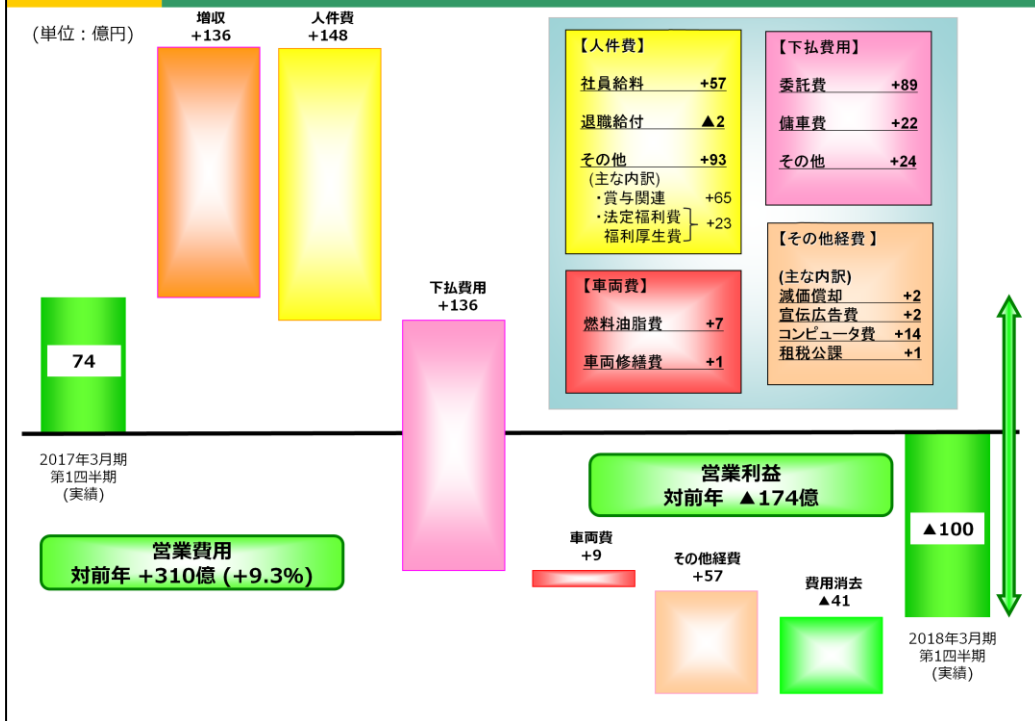 (単位：億円)
増収
+136
人件費
+148
【人件費】
社員給料 +57
退職給付 ▲2
その他 +93
(主な内訳)
・賞与関連 +65
・法定福利費
福利厚生費 +23
【下払費用】
委託費 +89
傭車費 +22
その他 +24
【車両費】
燃料油脂費 +7
車両修繕費 +1
【その他経費 】
(主な内訳)
減価償却 +2
宣伝広告費 +2
コンピュータ費 +14
租税公課 +1
下払費用
+136
74
2017年3月期
第1四半期
(実績)
営業利益
対前年 ▲174億
営業費用
対前年 +310億 (+9.3%)
車両費
+9
その他経費
+57
費用消去
▲41
▲100
2018年3月期
第1四半期
(実績)